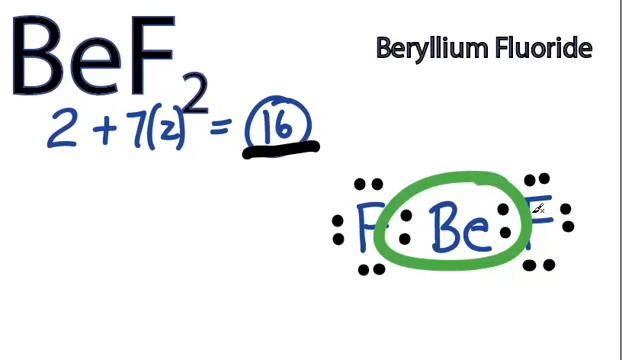 BeF2
Beryllium Fluoride
2 + 7(2) = 16
F Be F